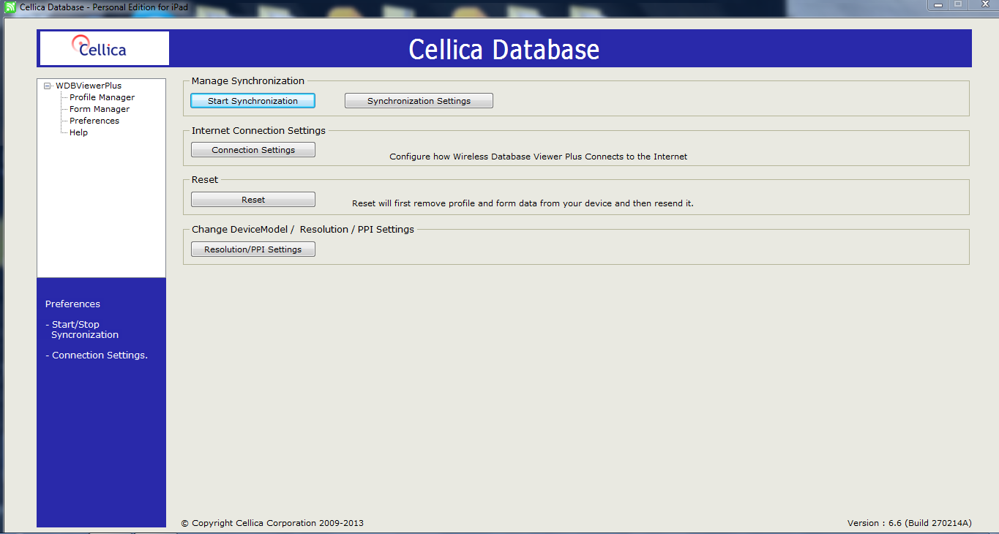 Cellica Database - Personal Edition for iPad
Cellica
Cellica Database
WDBViewerPlus
Profile Manager
Form Manager
Preferences
Help
Manage Synchronization
Start Synchronization
Synchronization Settings
Internet Connection Settings
Connection Settings
Configure how Wireless Database Viewer Plus Connects to the Internet
Reset
Reset
Reset will first remove profile and form data from your device and then resend it.
Change DeviceModel /  Resolution / PPI Settings
Resolution/PPI Settings
Preferences
- Start/Stop
Syncronization
- Connection Settings.
© Copyright Cellica Corporation 2009-2013
Version : 6.6 (Build 270214A)